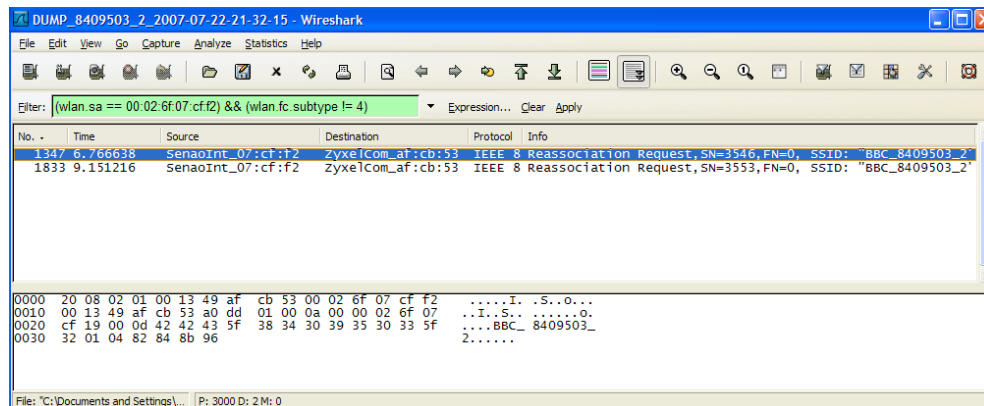 DUMP_8409503_2_2007-07-22-21-32-15 - Wireshark
File Edit View Go Capture Analyze Statistics Help
Filter: (wlan.sa == 00:02:6f:07:cf:f2) && (wlan.fc.subtype != 4) Expression... Clear Apply
No. . Time Source Destination Protocol Info
1347 6.766638 SenaoInt_07:cf:f2 ZyxelCom_af:cb:53 IEEE 8 Reassociation Request,SN=3546,FN=0, SSID: "BBC_8409503_2"
1833 9.151216 SenaoInt_07:cf:f2 ZyxelCom_af:cb:53 IEEE 8 Reassociation Request,SN=3553,FN=0, SSID: "BBC_8409503_2"
0000 20 08 02 01 00 13 49 af cb 53 00 02 6f 07 cf f2 .....I. .S..o...
0010 00 13 49 af cb 53 a0 dd 01 00 0a 00 00 02 6f 07 ..I..S.. ......o.
0020 cf 19 00 0d 42 42 43 5f 38 34 30 39 35 30 33 5f ....BBC_ 8409503_
0030 32 01 04 82 84 8b 96 2......
File: "C:\Documents and Settings\... P: 3000 D: 2 M: 0